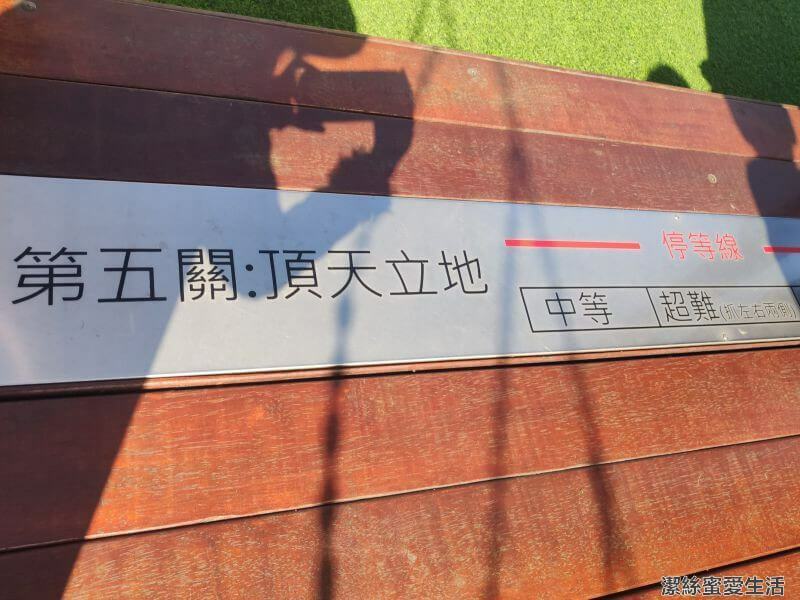 第五關:頂天立地
停等線
中等
超難(抓左右兩側)
潔絲蜜愛生活